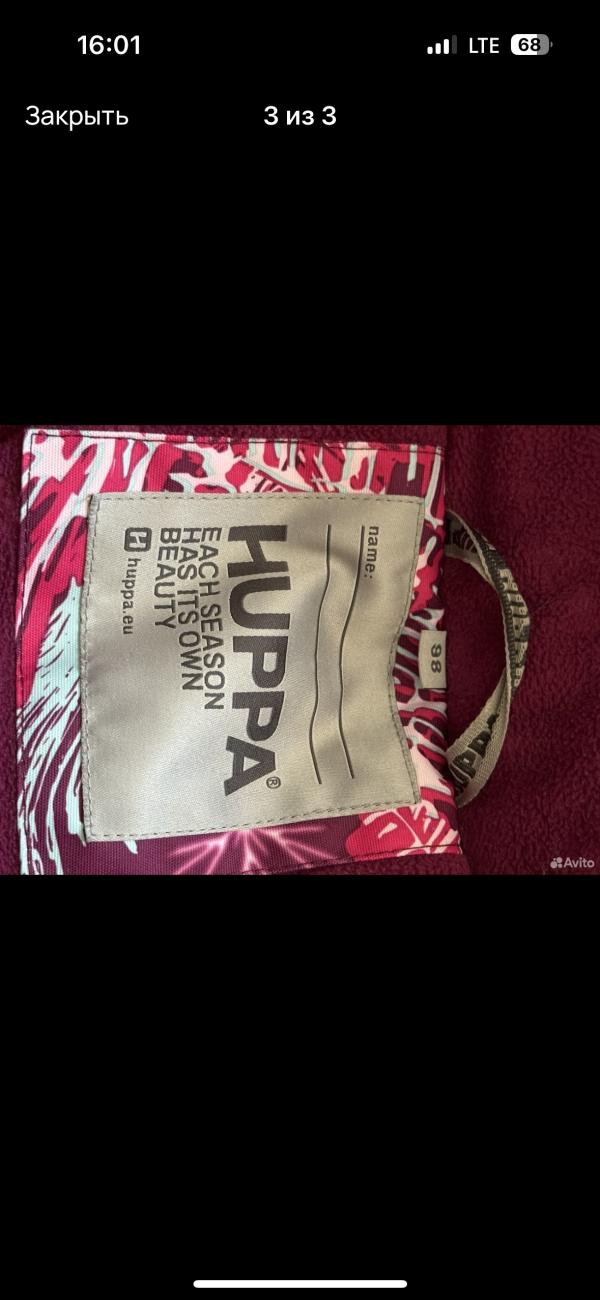 16:01
LTE
68
Закрыть
3 из 3
name:
HUPPA®
EACH SEASON
HAS ITS OWN
BEAUTY
huppa.eu
98
HUPPA
Avito